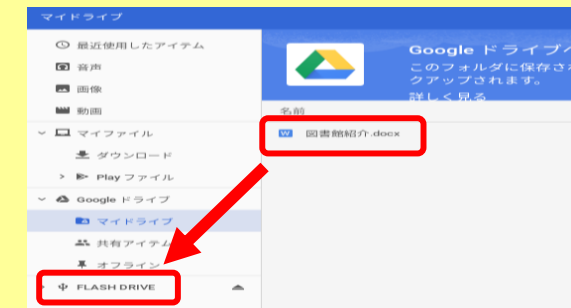 マイドライブ
最近使用したアイテム
音声
画像
動画
マイファイル
ダウンロード
Play ファイル
Google ドライブ
マイドライブ
共有アイテム
オフライン
FLASH DRIVE
Google ドライブへ
このフォルダに保存さ
クアップされます。
詳しく見る
名前
W 図書館紹介.docx